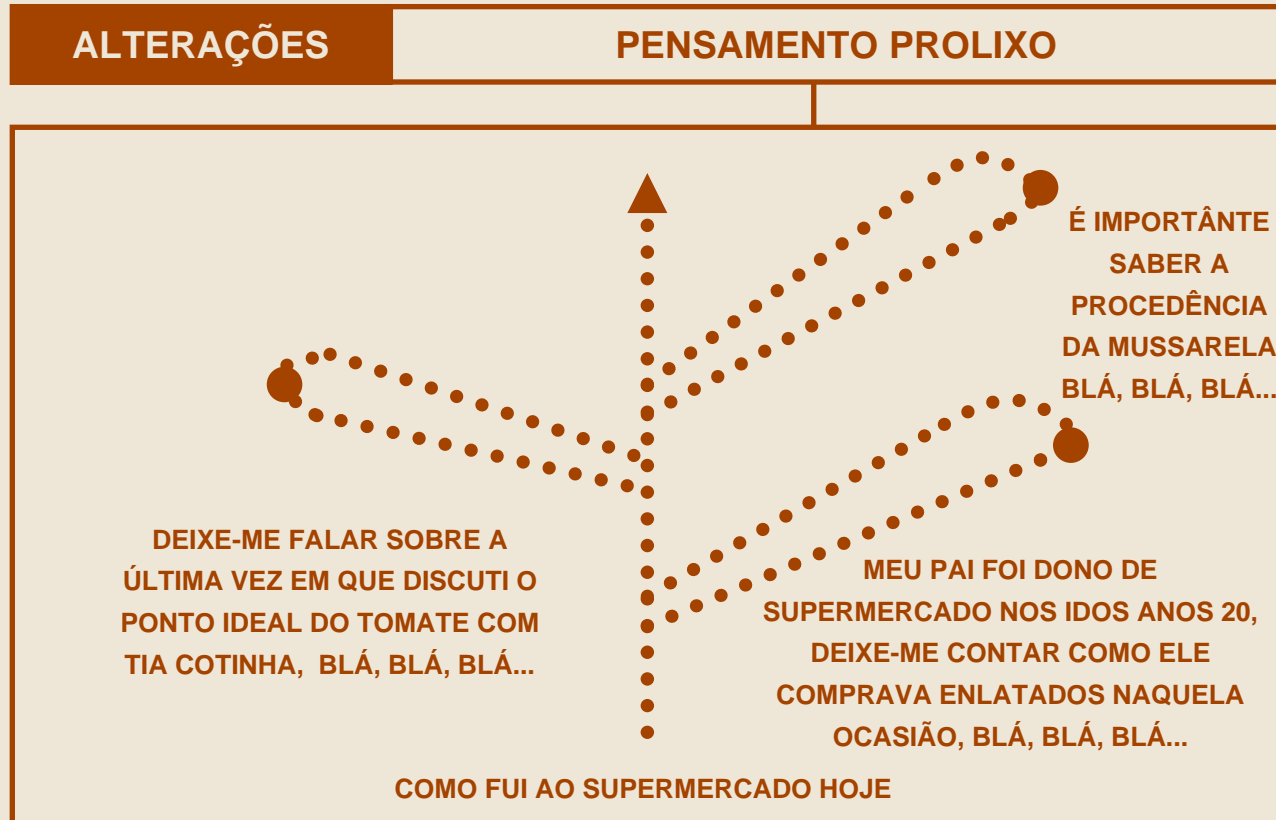 ALTERAÇÕES
PENSAMENTO PROLIXO
É IMPORTÂNTE
SABER A
PROCEDÊNCIA
DA MUSSARELA
BLÁ, BLÁ, BLÁ...
DEIXE-ME FALAR SOBRE A
ÚLTIMA VEZ EM QUE DISCUTI O
PONTO IDEAL DO TOMATE COM
TIA COTINHA, BLÁ, BLÁ, BLÁ...
MEU PAI FOI DONO DE
SUPERMERCADO NOS IDOS ANOS 20,
DEIXE-ME CONTAR COMO ELE
COMPRAVA ENLATADOS NAQUELA
OCASIÃO, BLÁ, BLÁ, BLÁ...
COMO FUI AO SUPERMERCADO HOJE